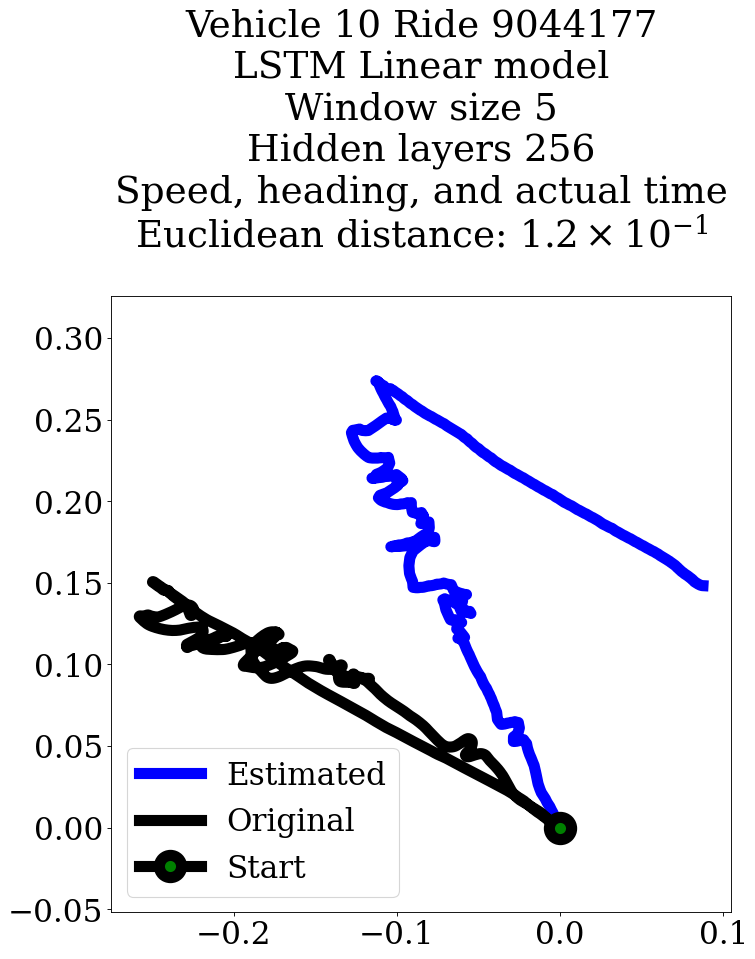 Vehicle 10 Ride 9044177
LSTM Linear model
Window size 5
Hidden layers 256
Speed, heading, and actual time
Euclidean distance: 1.2 × 10⁻¹
0.30
0.25
0.20
0.15
0.10
0.05
0.00
−0.05
Estimated
Original
Start
−0.2
−0.1
0.0
0.1